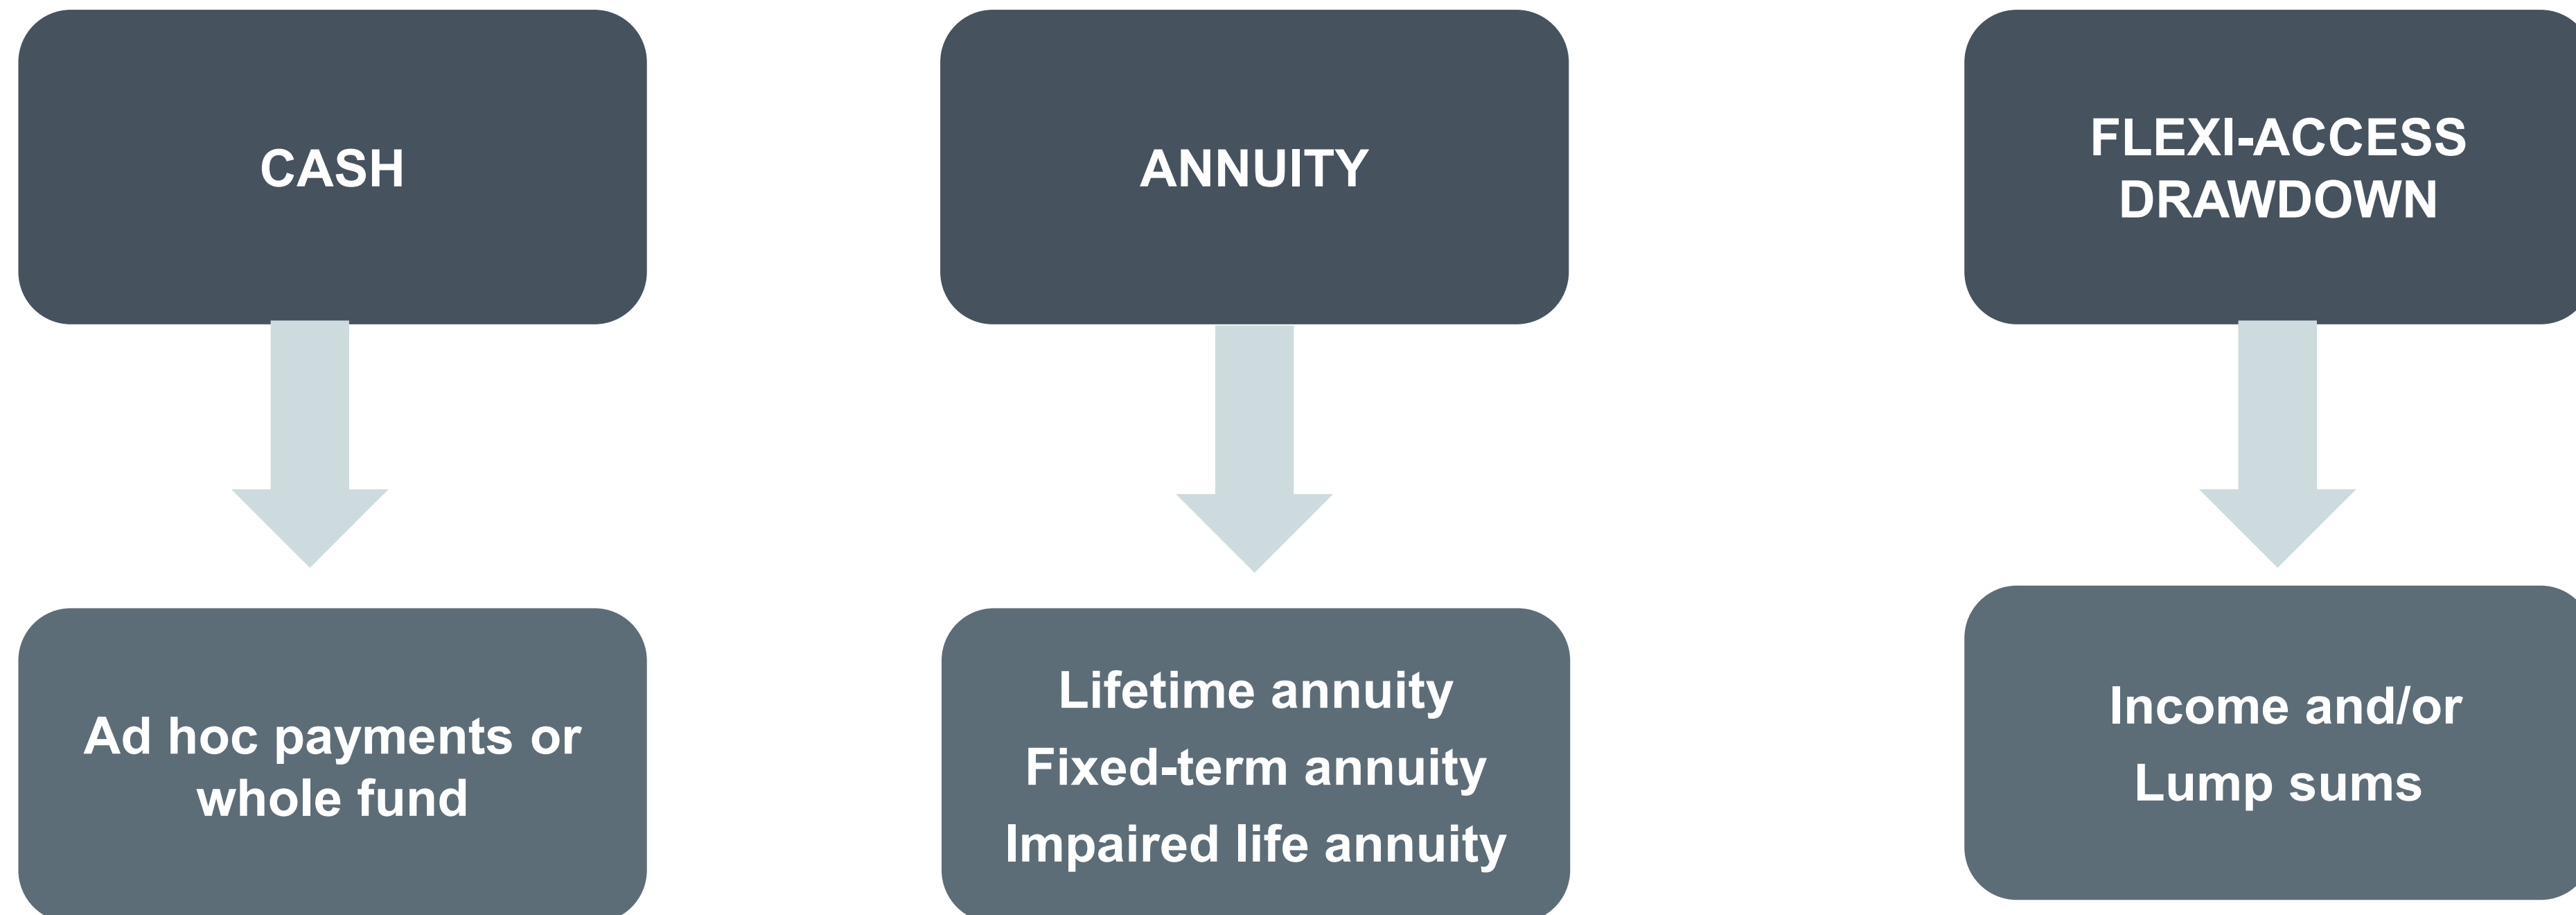 CASH
ANNUITY
FLEXI-ACCESS
DRAWDOWN
Ad hoc payments or
whole fund
Lifetime annuity
Fixed-term annuity
Impaired life annuity
Income and/or
Lump sums